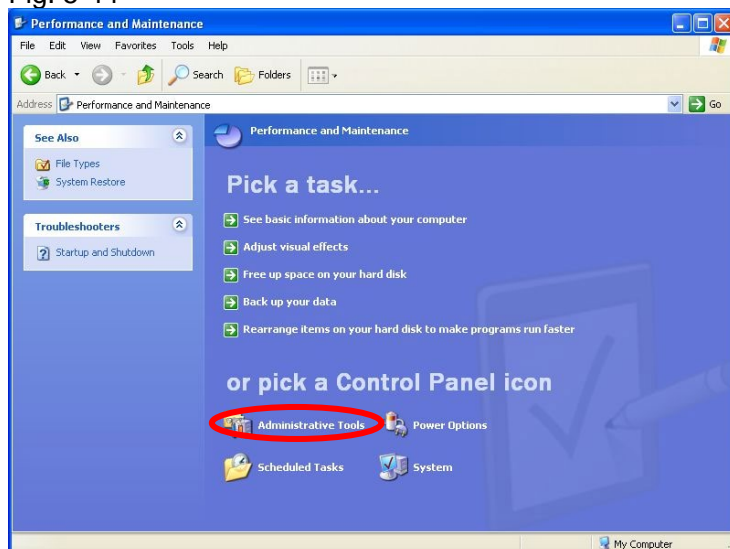 Performance and Maintenance
File Edit View Favorites Tools Help
Back Search Folders
Address Performance and Maintenance Go
See Also
File Types
System Restore
Troubleshooters
Startup and Shutdown
Performance and Maintenance
Pick a task...
See basic information about your computer
Adjust visual effects
Free up space on your hard disk
Back up your data
Rearrange items on your hard disk to make programs run faster
or pick a Control Panel icon
Administrative Tools Power Options
Scheduled Tasks System
My Computer